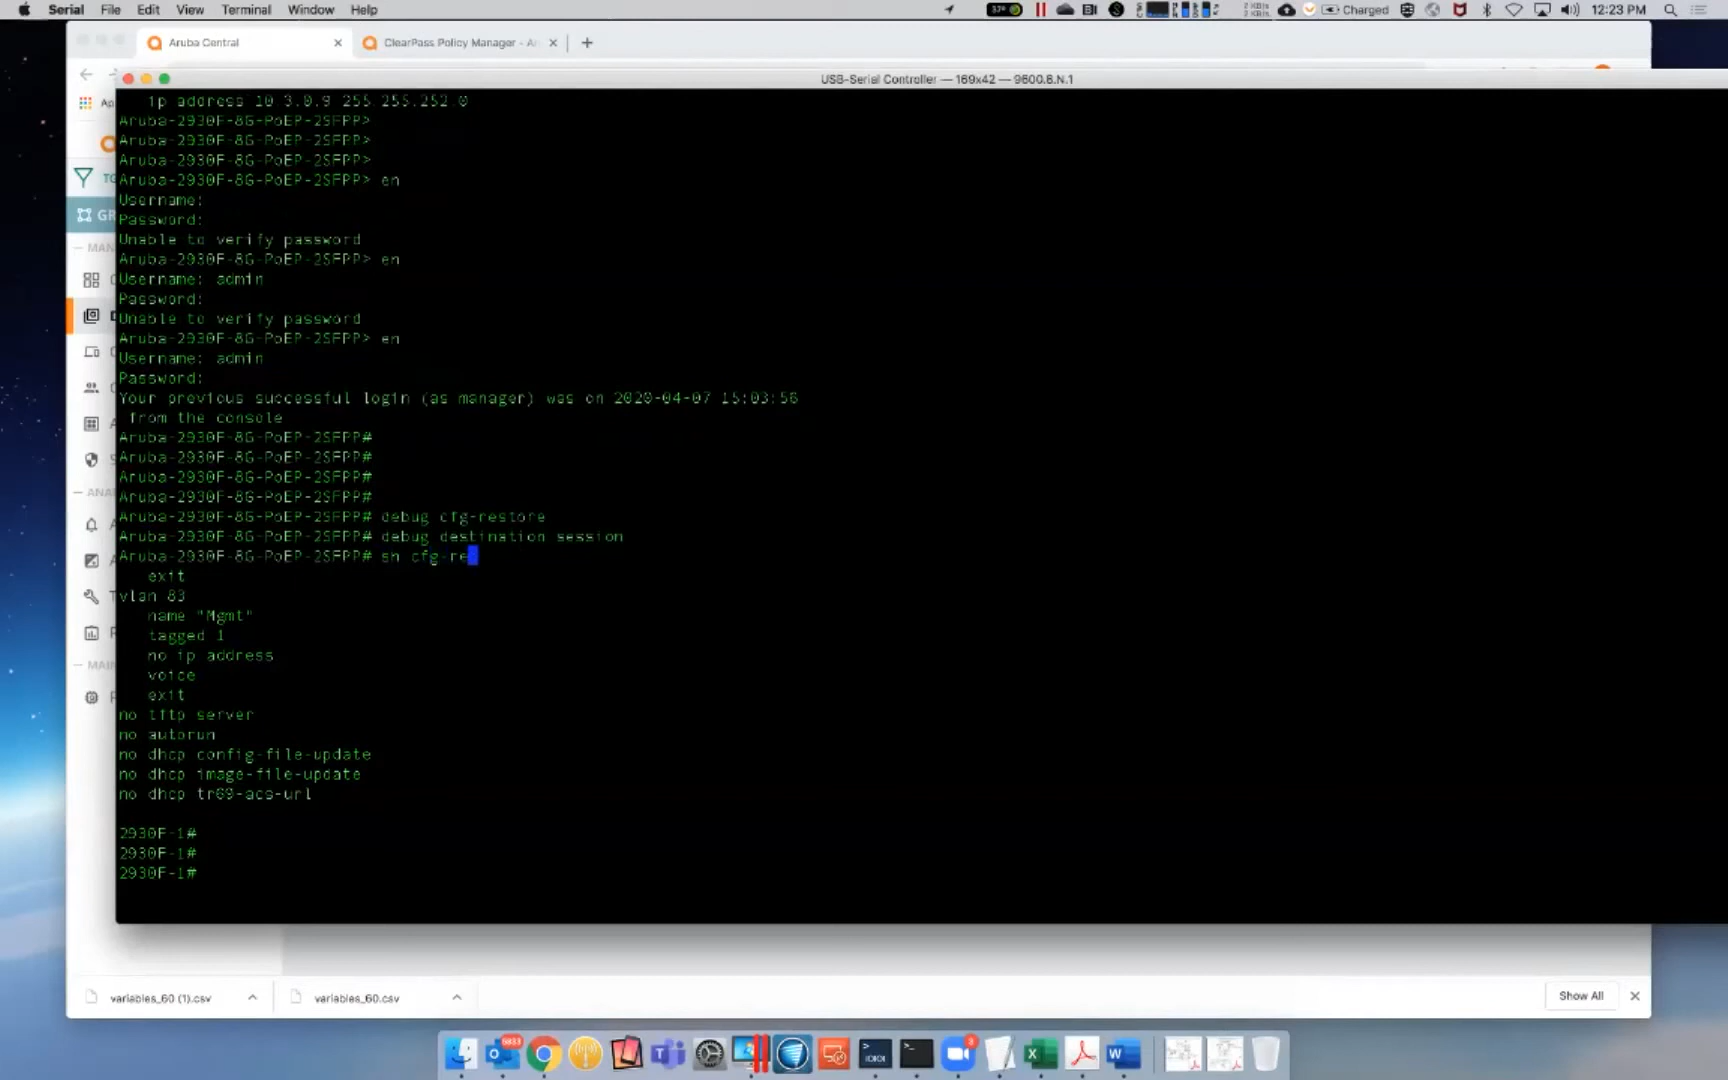 Serial File Edit View Terminal Window Help
Charged 12:23 PM
Aruba Central
ClearPass Policy Manager - Ar
USB-Serial Controller — 169x42 — 9600.8.N.1
ip address 10 3.0.9 255 255.252.0
Aruba-2930F-8G-PoEP-2SFPP>
Aruba-2930F-8G-PoEP-2SFPP>
Aruba-2930F-8G-PoEP-2SFPP>
Aruba-2930F-8G-PoEP-2SFPP> en
Username:
Password:
Unable to verify password
Aruba-2930F-8G-PoEP-2SFPP> en
Username: admin
Password:
Unable to verify password
Aruba-2930F-8G-PoEP-2SFPP> en
Username: admin
Password:
Your previous successful login (as manager) was on 2020-04-07 15:03:56
from the console
Aruba-2930F-8G-PoEP-2SFPP#
Aruba-2930F-8G-PoEP-2SFPP#
Aruba-2930F-8G-PoEP-2SFPP#
Aruba-2930F-8G-PoEP-2SFPP#
Aruba-2930F-8G-PoEP-2SFPP# debug cfg-restore
Aruba-2930F-8G-PoEP-2SFPP# debug destination session
Aruba-2930F-8G-PoEP-2SFPP# sh cfg-re
exit
vlan 83
name "Mgmt"
tagged 1
no ip address
voice
exit
no tftp server
no autorun
no dhcp config-file-update
no dhcp image-file-update
no dhcp tr69-acs-url
2930F-1#
2930F-1#
2930F-1#
variables_60 (1).csv
variables_60.csv
Show All